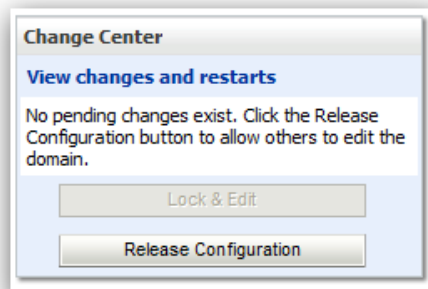 Change Center
View changes and restarts
No pending changes exist. Click the Release
Configuration button to allow others to edit the
domain.
Lock & Edit
Release Configuration